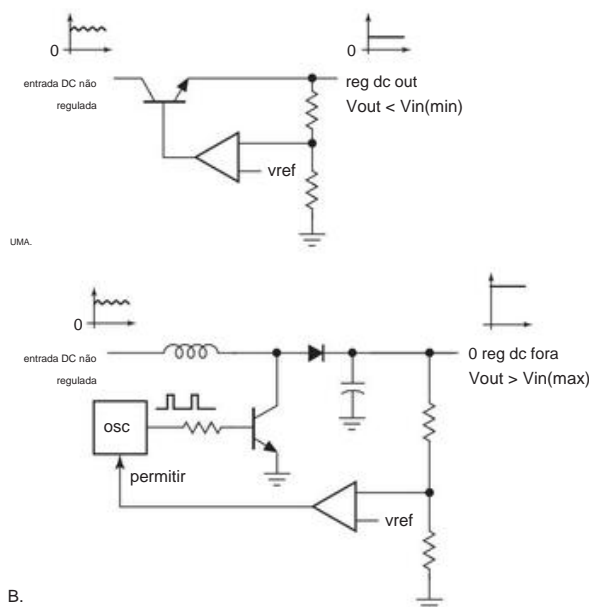 0
0
entrada DC não
regulada
reg dc out
Vout < Vin(min)
vref
UMA.
0
entrada DC não
regulada
0 reg dc fora
Vout > Vin(max)
osc
permitir
vref
B.